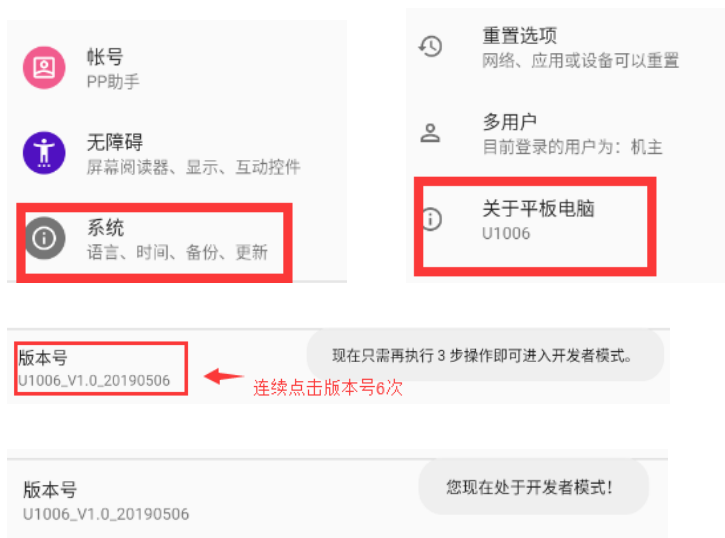 帐号
PP助手
无障碍
屏幕阅读器、显示、互动控件
系统
语言、时间、备份、更新
重置选项
网络、应用或设备可以重置
多用户
目前登录的用户为：机主
关于平板电脑
U1006
版本号
U1006_V1.0_20190506
现在只需再执行 3 步操作即可进入开发者模式。
连续点击版本号6次
版本号
U1006_V1.0_20190506
您现在处于开发者模式！